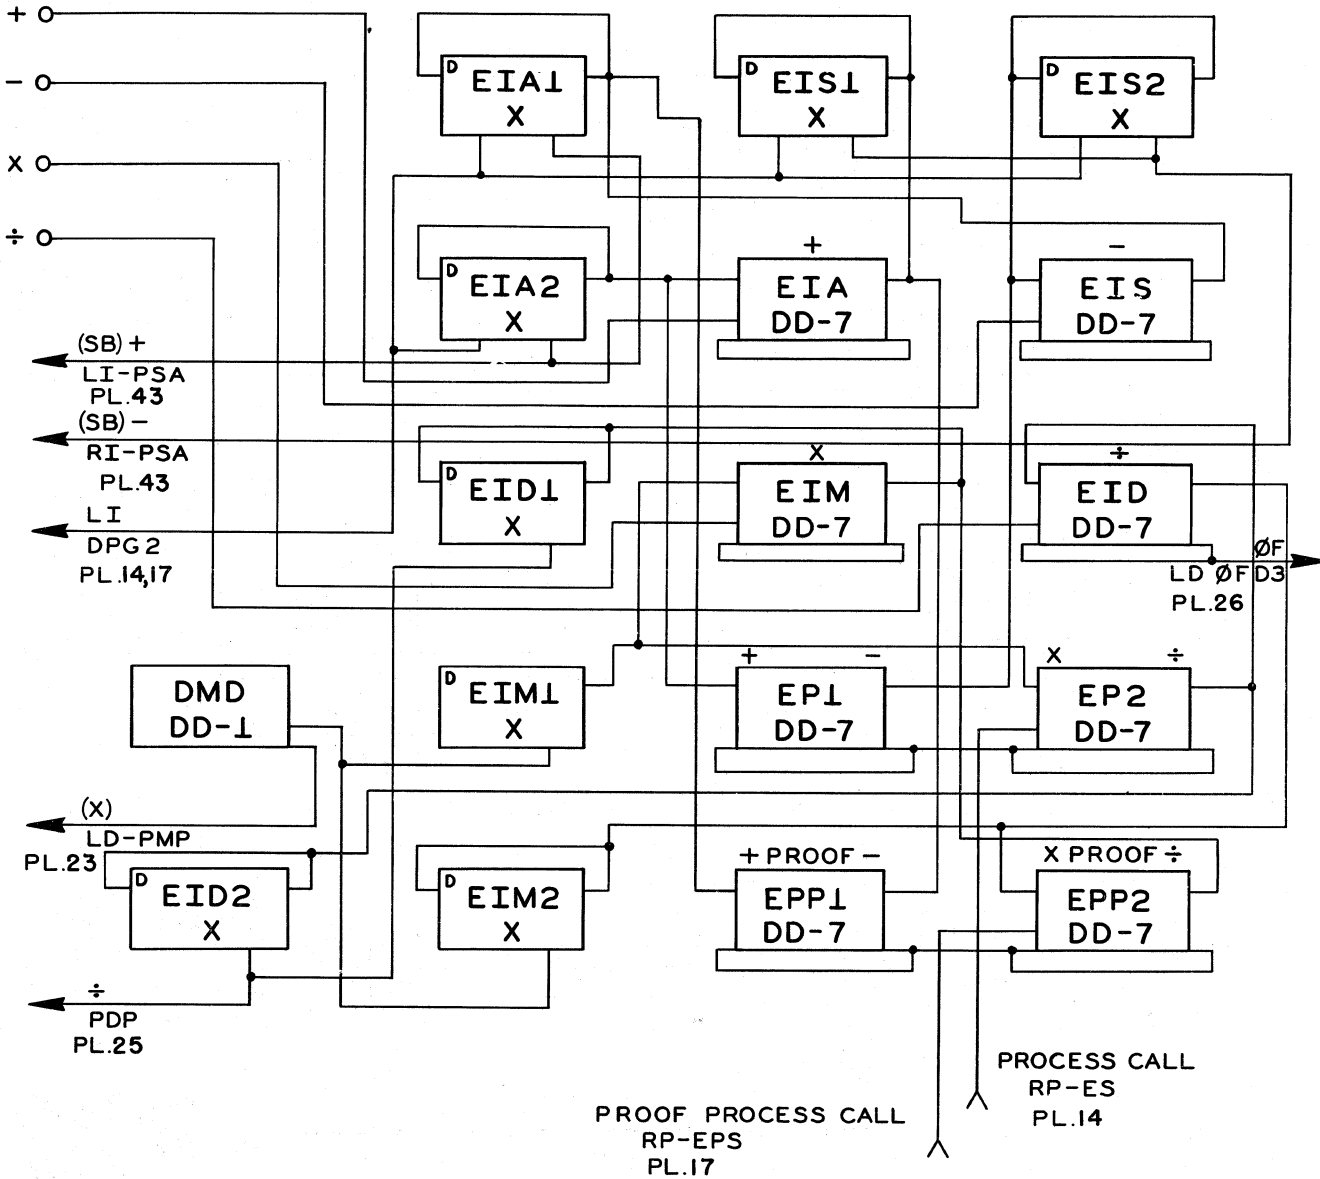 +
-
X
÷
D
EIA1
X
D
EIS1
X
D
EIS2
X
D
EIA2
X
+
EIA
DD-7
-
EIS
DD-7
(SB)+
LI-PSA
PL.43
(SB)-
RI-PSA
PL.43
LI
DPG2
PL.14,17
D
EID1
X
X
EIM
DD-7
÷
EID
DD-7
ØF
LD ØF D3
PL.26
DMD
DD-1
D
EIM1
X
+ -
EP1
DD-7
X ÷
EP2
DD-7
(X)
LD-PMP
PL.23
D
EID2
X
D
EIM2
X
+ PROOF -
EPP1
DD-7
X PROOF ÷
EPP2
DD-7
÷
PDP
PL.25
PROCESS CALL
RP-ES
PL.14
PROOF PROCESS CALL
RP-EPS
PL.17